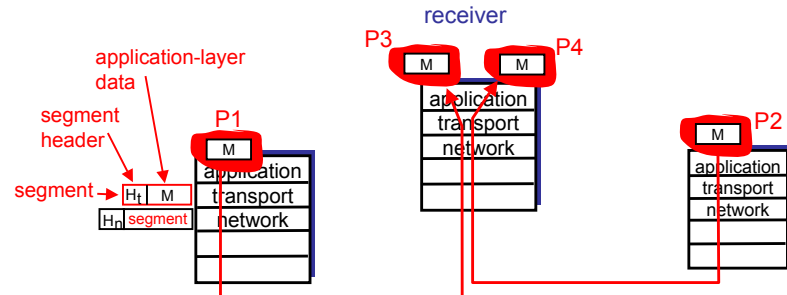 receiver
P3
P4
M
M
application-layer
data
segment
header
P1
M
segment
Ht M
Hn segment
application
transport
network
application
transport
network
P2
M
application
transport
network